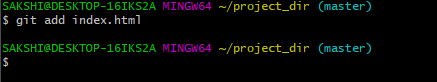 SAKSHI@DESKTOP-16IKS2A MINGW64 ~/project_dir (master)
$ git add index.html
SAKSHI@DESKTOP-16IKS2A MINGW64 ~/project_dir (master)
$